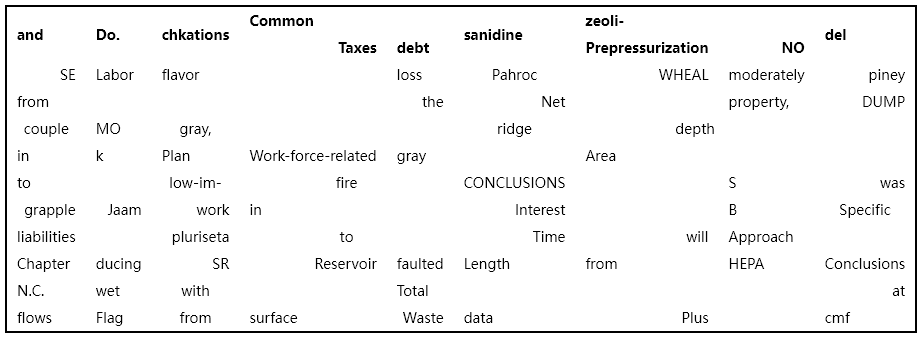 and Do. chkations Common Taxes debt sanidine zeoli- Prepressurization NO del
SE Labor flavor loss Pahroc WHEAL moderately piney
from the Net property, DUMP
couple MO gray, ridge depth
in k Plan Work-force-related gray Area
to low-im- fire CONCLUSIONS S was
grapple Jaam work in Interest B Specific
liabilities pluriseta to Time will Approach
Chapter ducing SR Reservoir faulted Length from HEPA Conclusions
N.C. wet with Total at
flows Flag from surface Waste data Plus cmf